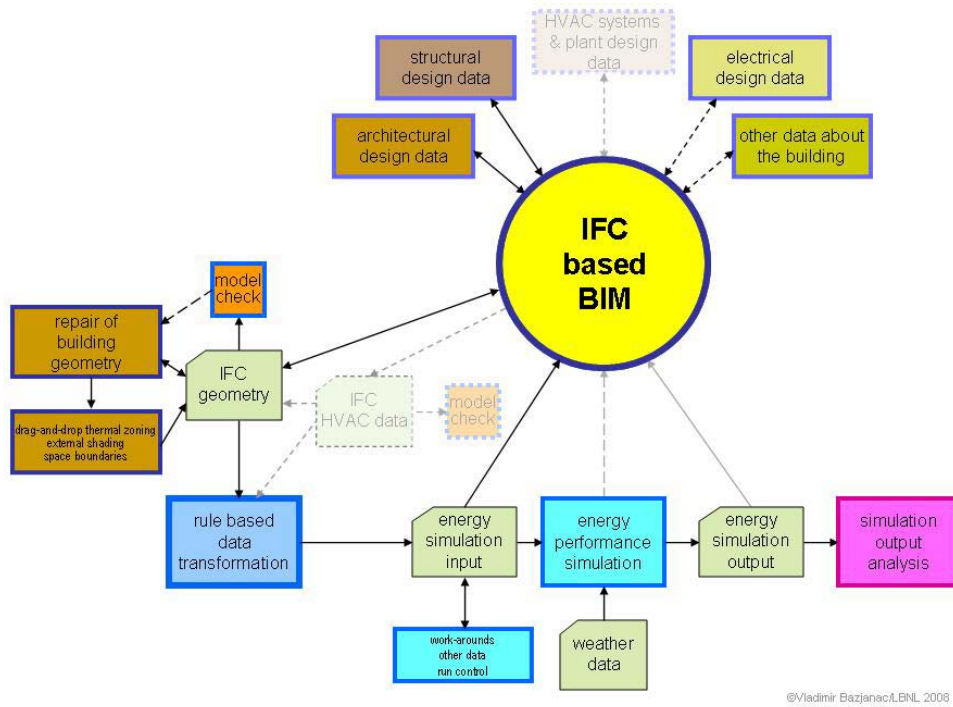 HVAC systems
& plant design
data
structural
design data
electrical
design data
architectural
design data
other data about
the building
IFC
based
BIM
model
check
repair of
building
geometry
IFC
geometry
IFC
HVAC data
model
check
drag-and-drop thermal zoning
external shading
space boundaries
rule based
data
transformation
energy
simulation
input
energy
performance
simulation
energy
simulation
output
simulation
output
analysis
work-arounds
other data
run control
weather
data
©Vladimir Bazjanac/LBNL 2008